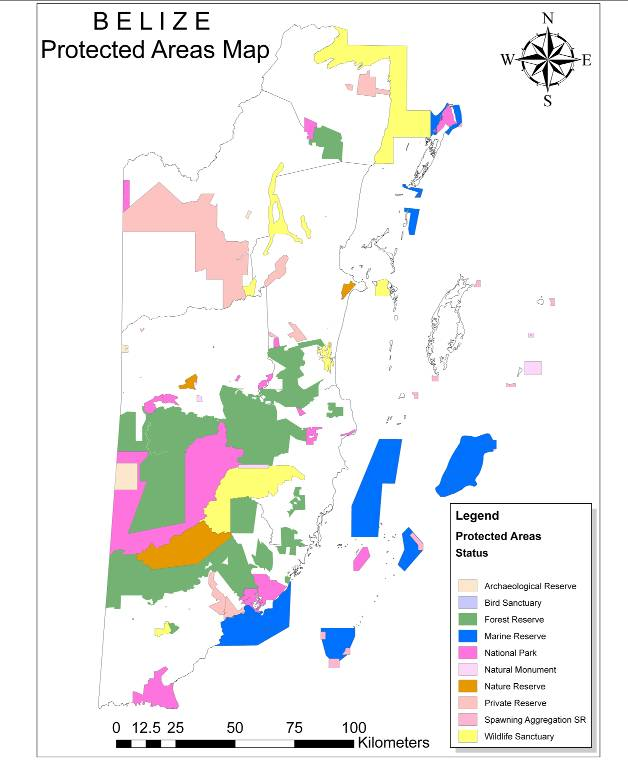 B E L I Z E
Protected Areas Map
N
W E
S
Legend
Protected Areas
Status
Archaeological Reserve
Bird Sanctuary
Forest Reserve
Marine Reserve
National Park
Natural Monument
Nature Reserve
Private Reserve
Spawning Aggregation SR
Wildlife Sanctuary
0 12.5 25 50 75 100
Kilometers